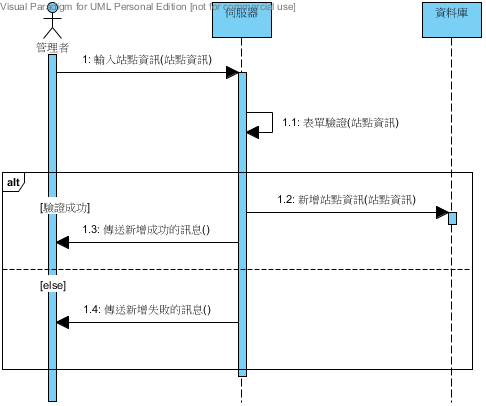 Visual Paradigm for UML Personal Edition [not for commercial use]
伺服器
資料庫
管理者
1: 輸入站點資訊(站點資訊)
1.1: 表單驗證(站點資訊)
alt
1.2: 新增站點資訊(站點資訊)
[驗證成功]
1.3: 傳送新增成功的訊息()
[else]
1.4: 傳送新增失敗的訊息()